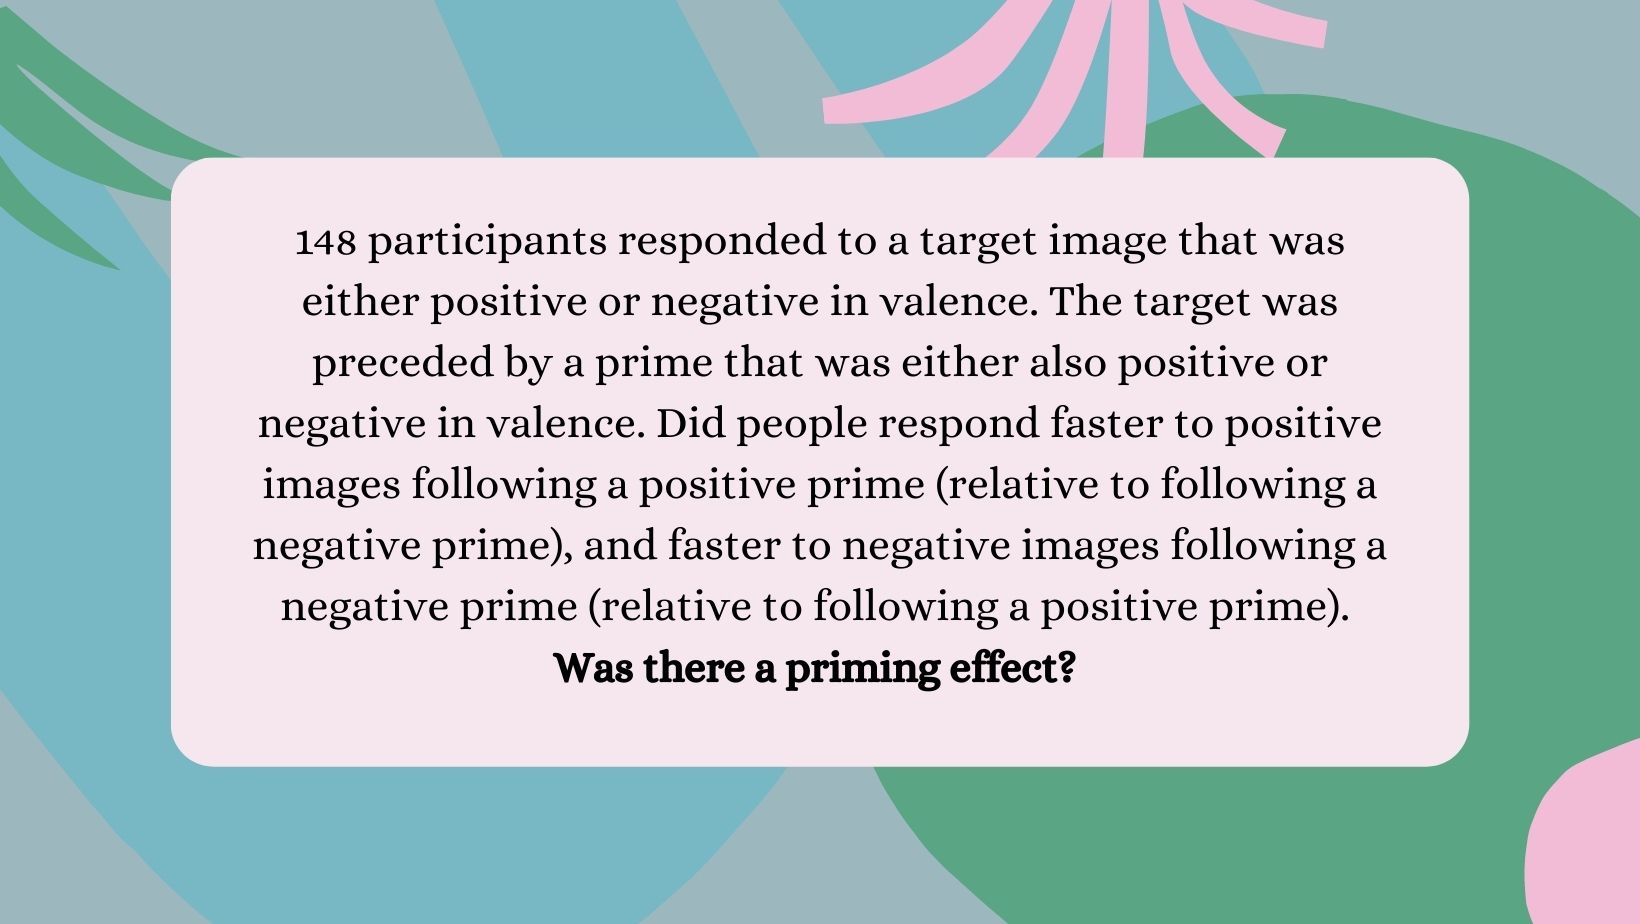 148 participants responded to a target image that was
either positive or negative in valence. The target was
preceded by a prime that was either also positive or
negative in valence. Did people respond faster to positive
images following a positive prime (relative to following a
negative prime), and faster to negative images following a
negative prime (relative to following a positive prime).
Was there a priming effect?